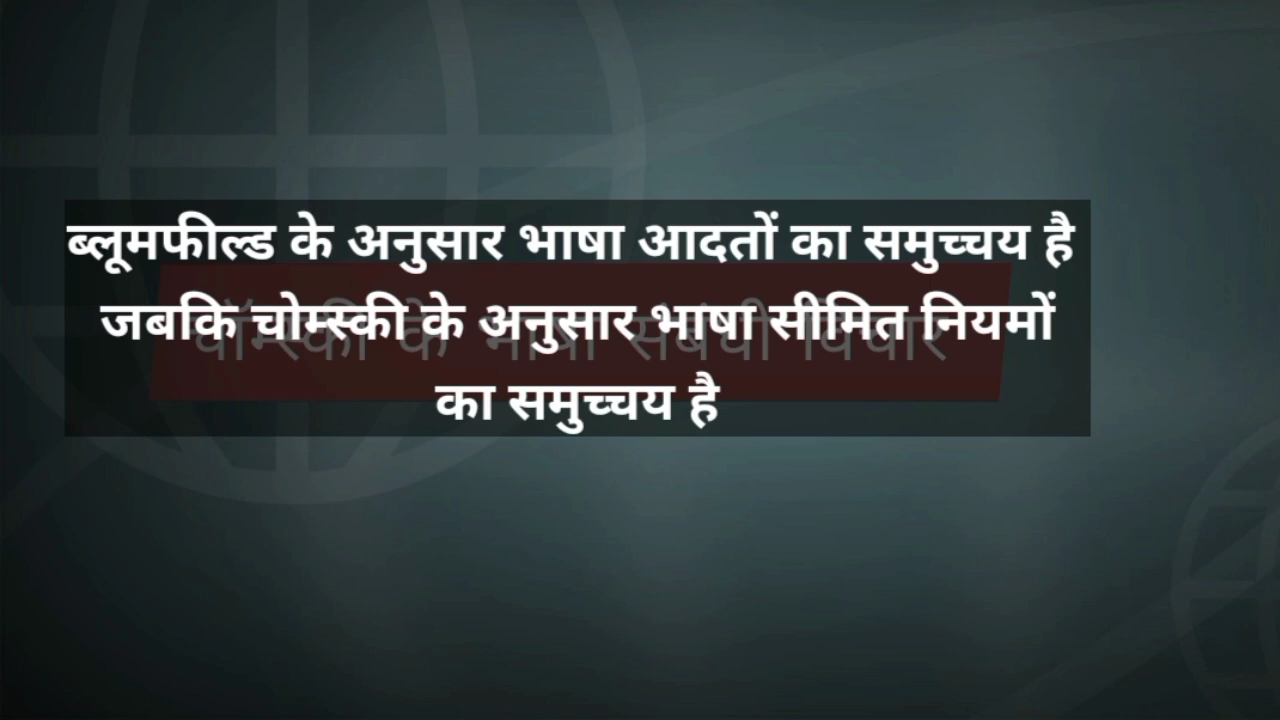 ब्लूमफील्ड के अनुसार भाषा आदतों का समुच्चय है
जबकि चोम्स्की के अनुसार भाषा सीमित नियमों
का समुच्चय है
चॉम्स्की के भाषा संबंधी विचार